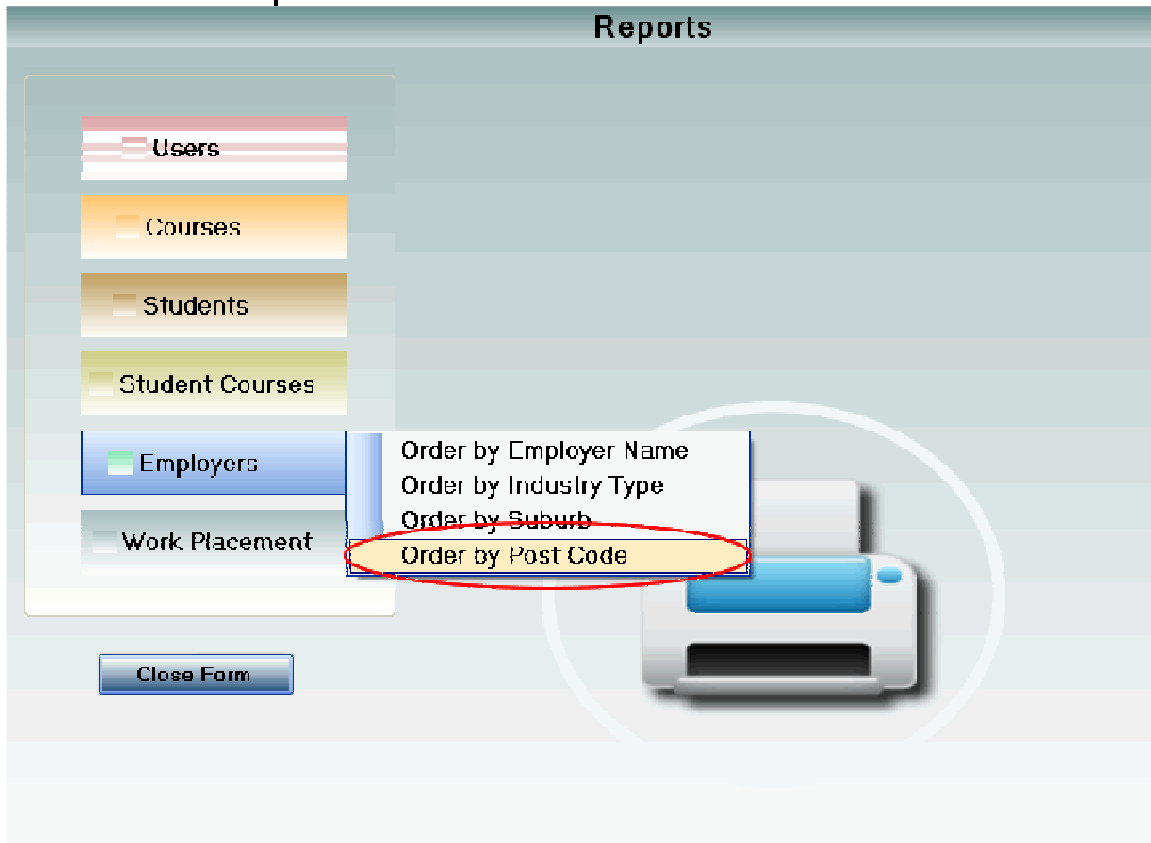 Reports
Users
Courses
Students
Student Courses
Employers
Order by Employer Name
Order by Industry Type
Order by Suburb
Order by Post Code
Work Placement
Close Form